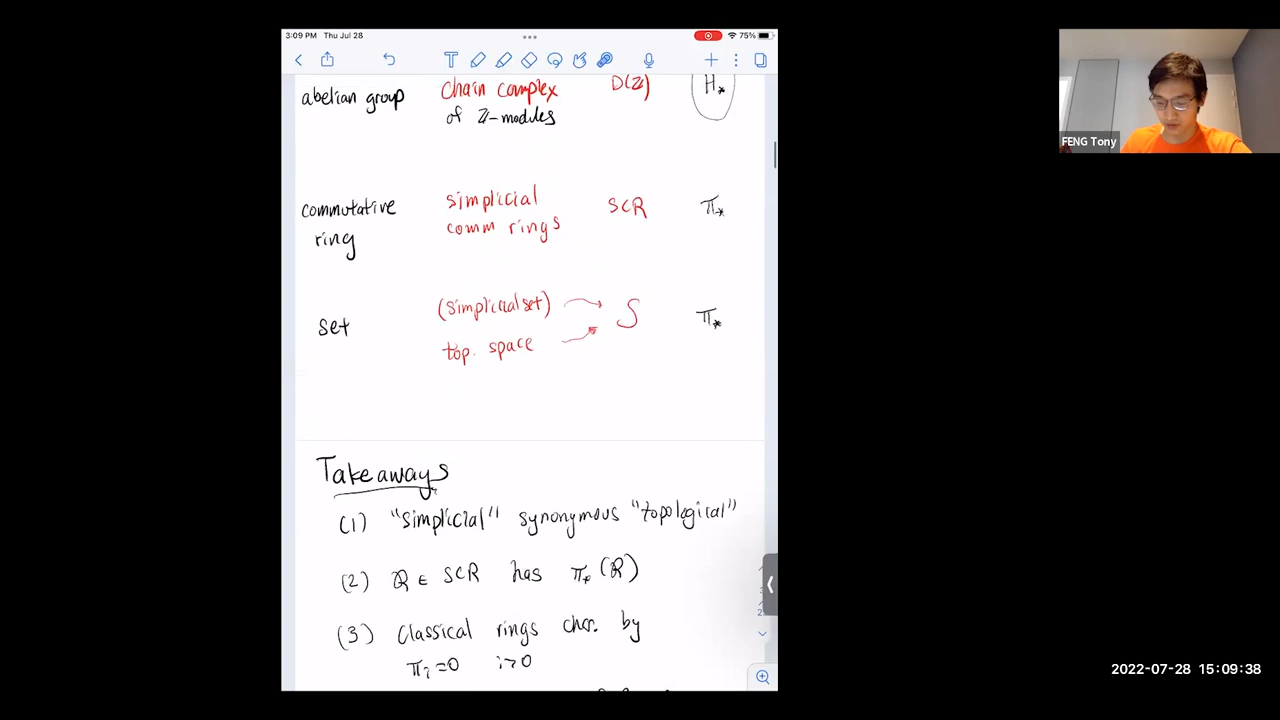 3:09 PM Thu Jul 28
75%
abelian group chain complex D(ℤ) H*
of ℤ-modules
commutative simplicial SCR π*
ring comm rings
set (simplicial set) S π*
top. space
Takeaways
(1) "simplicial" synonymous "topological"
(2) R ∈ SCR has π*(R)
(3) Classical rings char. by
πi=0 i>0
FENG Tony
2022-07-28 15:09:38